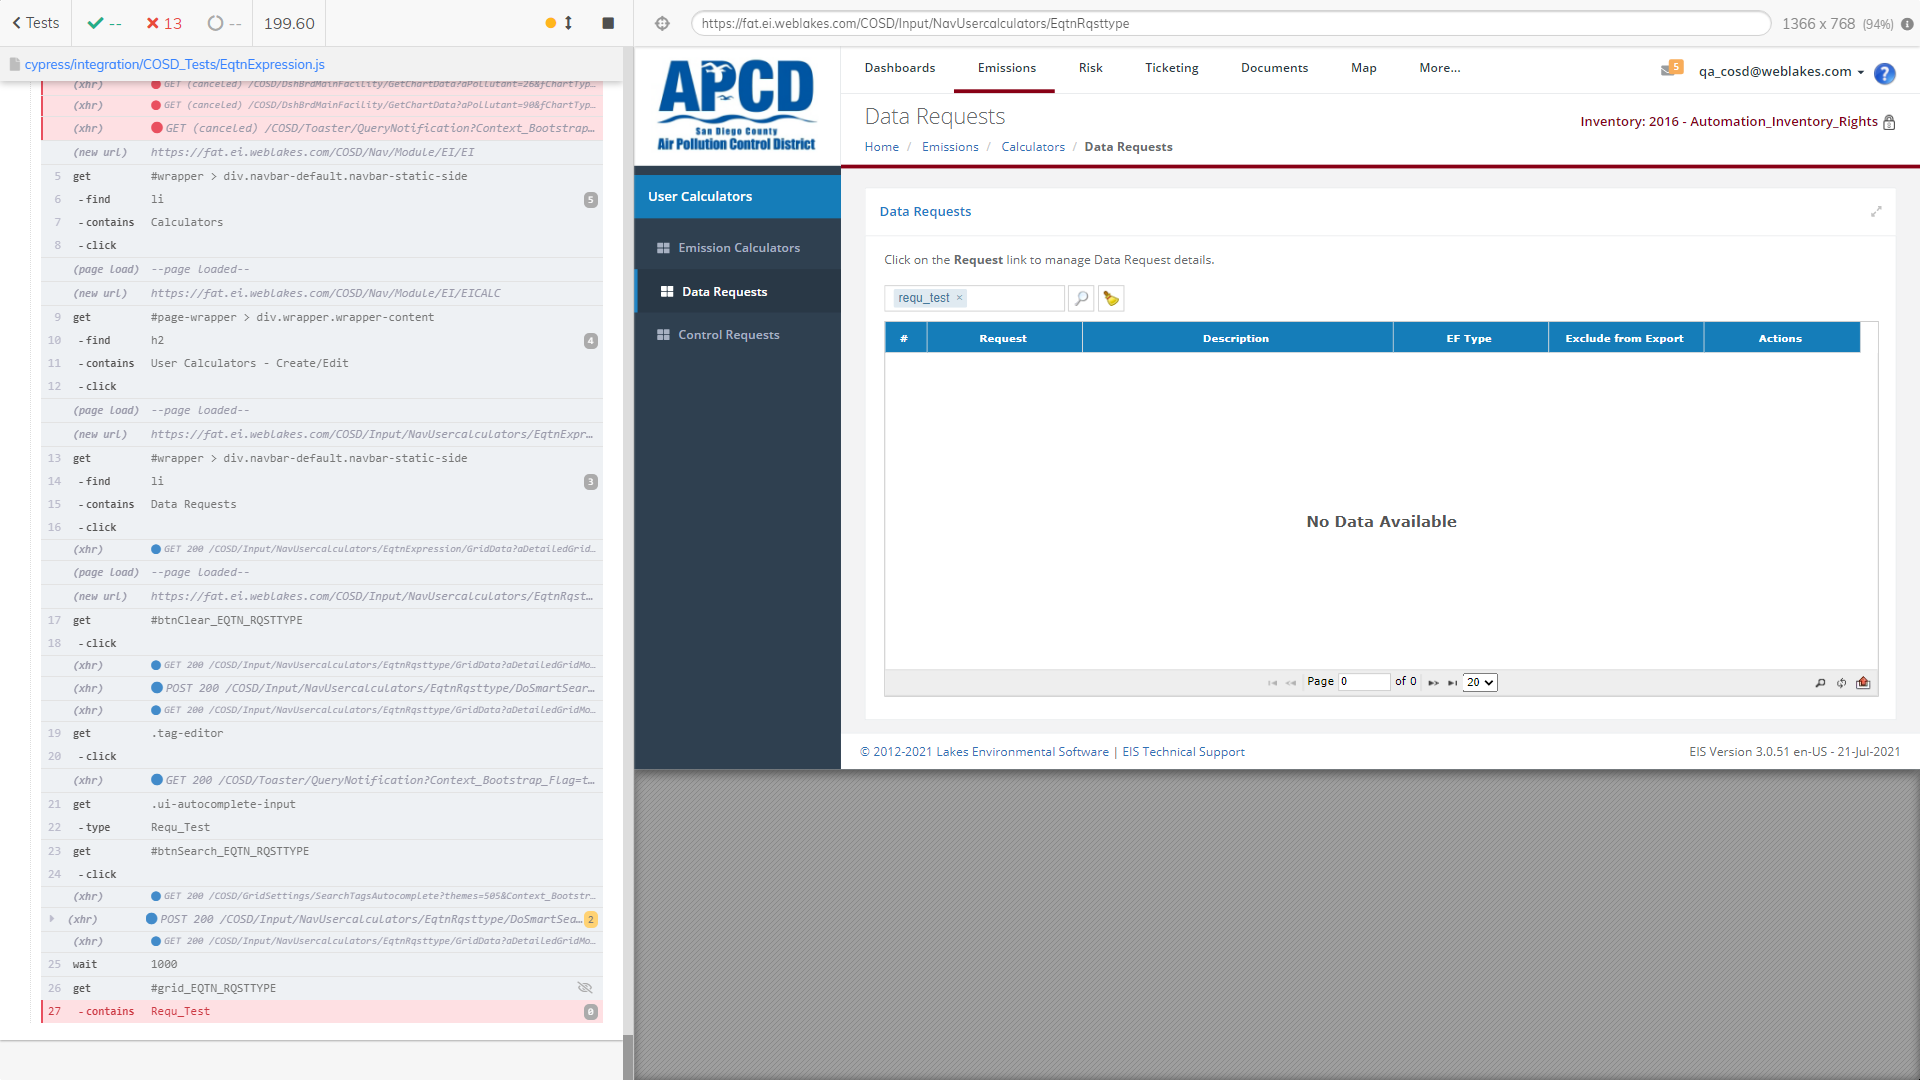 Tests
--
13
--
199.60
cypress/integration/COSD_Tests/EqtnExpression.js
(xhr) GET (canceled) /COSD/DshBrdMainFacility/GetChartData?aPollutant=26&fChartTyp...
(xhr) GET (canceled) /COSD/DshBrdMainFacility/GetChartData?aPollutant=90&fChartTyp...
(xhr) GET (canceled) /COSD/Toaster/QueryNotification?Context_Bootstrap...
(new url) https://fat.ei.weblakes.com/COSD/Nav/Module/EI/EI
5 get #wrapper > div.navbar-default.navbar-static-side
6 -find li 5
7 -contains Calculators
8 -click
(page load) --page loaded--
(new url) https://fat.ei.weblakes.com/COSD/Nav/Module/EI/EICALC
9 get #page-wrapper > div.wrapper.wrapper-content
10 -find h2 4
11 -contains User Calculators - Create/Edit
12 -click
(page load) --page loaded--
(new url) https://fat.ei.weblakes.com/COSD/Input/NavUsercalculators/EqtnExpr...
13 get #wrapper > div.navbar-default.navbar-static-side
14 -find li 3
15 -contains Data Requests
16 -click
(xhr) GET 200 /COSD/Input/NavUsercalculators/EqtnExpression/GridData?aDetailedGrid...
(page load) --page loaded--
(new url) https://fat.ei.weblakes.com/COSD/Input/NavUsercalculators/EqtnRqst...
17 get #btnClear_EQTN_RQSTTYPE
18 -click
(xhr) GET 200 /COSD/Input/NavUsercalculators/EqtnRqsttype/GridData?aDetailedGridMo...
(xhr) POST 200 /COSD/Input/NavUsercalculators/EqtnRqsttype/DoSmartSear...
(xhr) GET 200 /COSD/Input/NavUsercalculators/EqtnRqsttype/GridData?aDetailedGridMo...
19 get .tag-editor
20 -click
(xhr) GET 200 /COSD/Toaster/QueryNotification?Context_Bootstrap_Flag=t...
21 get .ui-autocomplete-input
22 -type Requ_Test
23 get #btnSearch_EQTN_RQSTTYPE
24 -click
(xhr) GET 200 /COSD/GridSettings/SearchTagsAutocomplete?themes=505&Context_Bootstr...
(xhr) POST 200 /COSD/Input/NavUsercalculators/EqtnRqsttype/DoSmartSea... 2
(xhr) GET 200 /COSD/Input/NavUsercalculators/EqtnRqsttype/GridData?aDetailedGridMo...
25 wait 1000
26 get #grid_EQTN_RQSTTYPE
27 -contains Requ_Test 0
https://fat.ei.weblakes.com/COSD/Input/NavUsercalculators/EqtnRqsttype
1366 x 768 (94%)
APCD
San Diego County
Air Pollution Control District
Dashboards Emissions Risk Ticketing Documents Map More...
5 qa_cosd@weblakes.com ?
Data Requests
Inventory: 2016 - Automation_Inventory_Rights
Home / Emissions / Calculators / Data Requests
User Calculators
Emission Calculators
Data Requests
Control Requests
Data Requests
Click on the Request link to manage Data Request details.
requ_test ×
# Request Description EF Type Exclude from Export Actions
No Data Available
Page 0 of 0 20
© 2012-2021 Lakes Environmental Software | EIS Technical Support
EIS Version 3.0.51 en-US - 21-Jul-2021